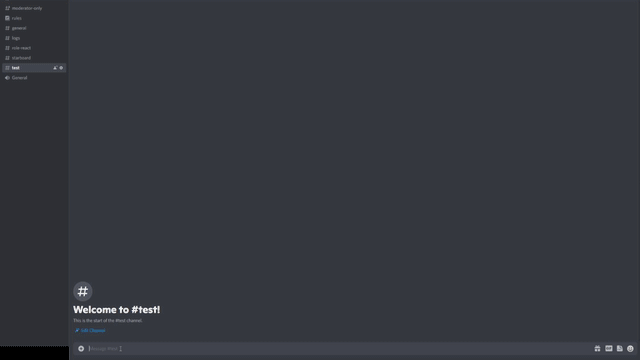 moderator-only
rules
general
logs
role-react
starboard
test
General
Welcome to #test!
This is the start of the #test channel.
Edit Channel
Message #test
GIF